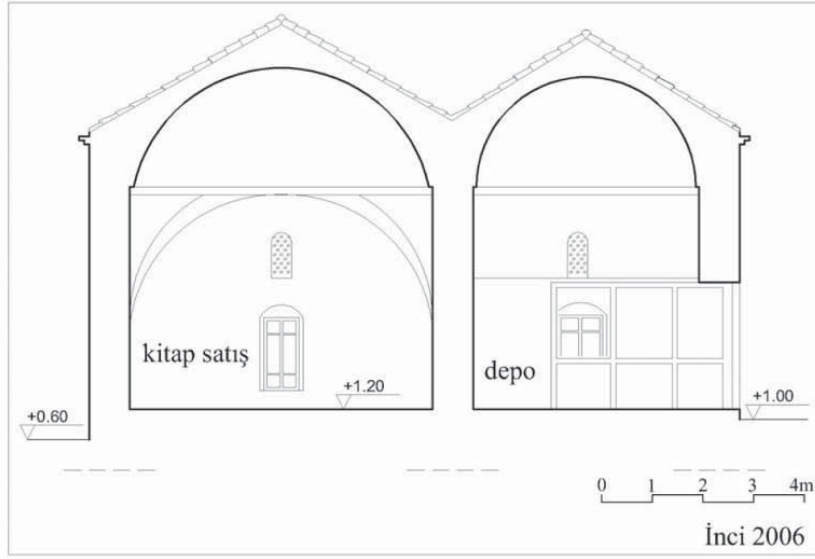 kitap satış
depo
+1.20
+0.60
+1.00
0 1 2 3 4m
İnci 2006